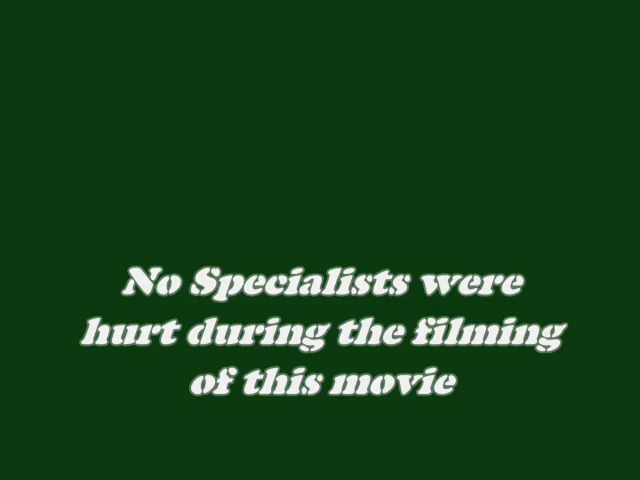 No Specialists were
hurt during the filming
of this movie